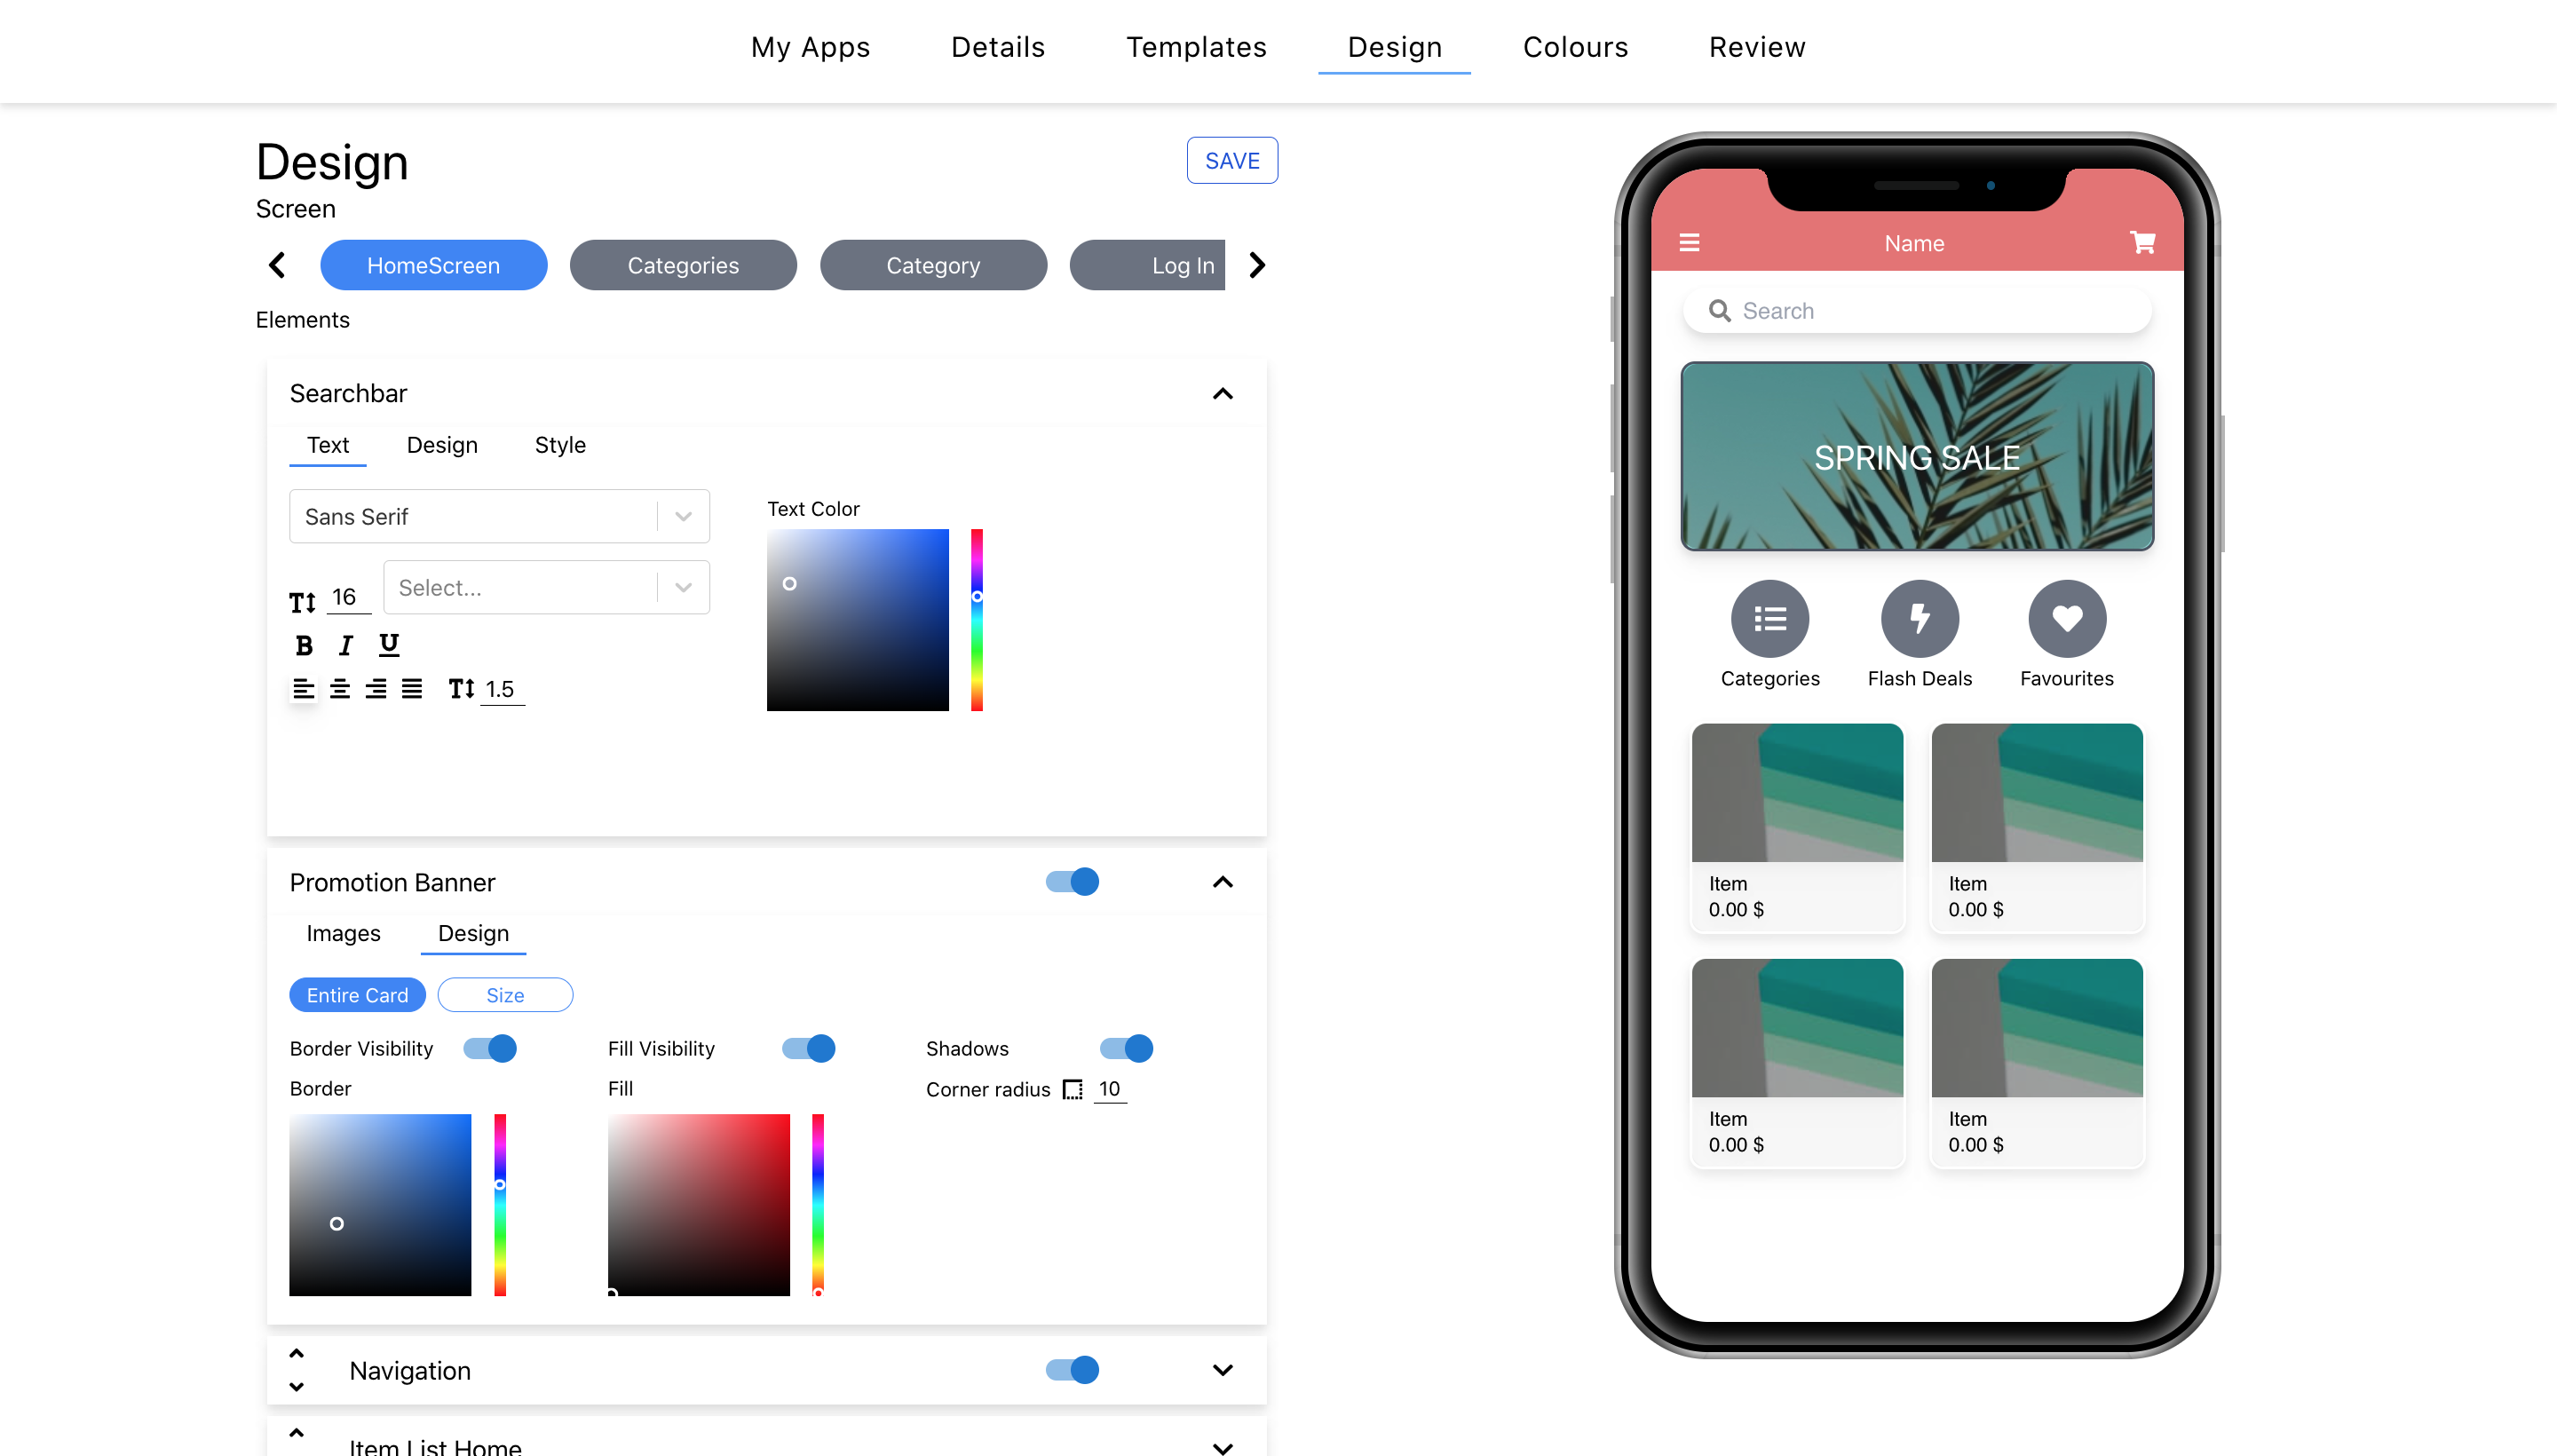 My Apps Details Templates Design Colours Review
Design SAVE
Screen
HomeScreen Categories Category Log In
Elements
Searchbar
Text Design Style
Sans Serif
Text Color
16 Select...
B I U
1.5
Promotion Banner
Images Design
Entire Card Size
Border Visibility Fill Visibility Shadows
Border Fill Corner radius 10
Navigation
Item List Home
Name
Search
SPRING SALE
Categories Flash Deals Favourites
Item Item
0.00 $ 0.00 $
Item Item
0.00 $ 0.00 $